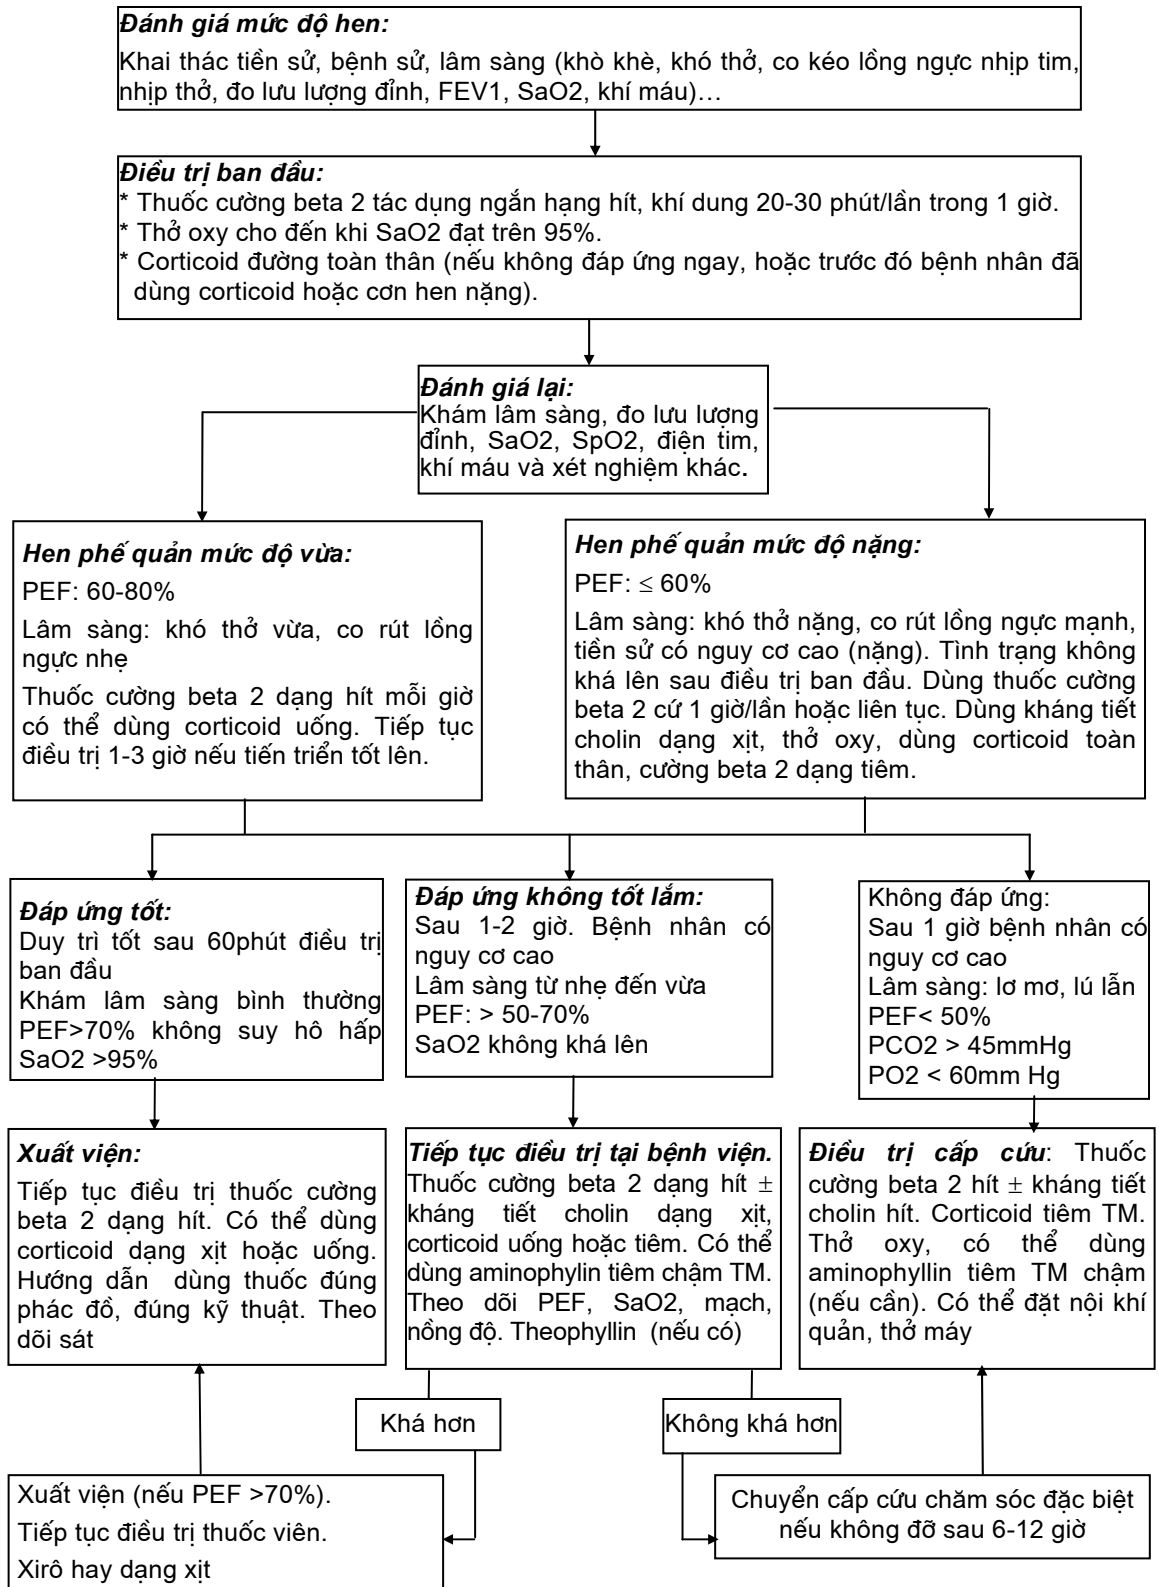 Đánh giá mức độ hen:
Khai thác tiền sử, bệnh sử, lâm sàng (khò khè, khó thở, co kéo lồng ngực nhịp tim,
nhịp thở, đo lưu lượng đỉnh, FEV1, SaO2, khí máu)…
Điều trị ban đầu:
* Thuốc cường beta 2 tác dụng ngắn hạng hít, khí dung 20-30 phút/lần trong 1 giờ.
* Thở oxy cho đến khi SaO2 đạt trên 95%.
* Corticoid đường toàn thân (nếu không đáp ứng ngay, hoặc trước đó bệnh nhân đã
dùng corticoid hoặc cơn hen nặng).
Đánh giá lại:
Khám lâm sàng, đo lưu lượng
đỉnh, SaO2, SpO2, điện tim,
khí máu và xét nghiệm khác.
Hen phế quản mức độ vừa:
PEF: 60-80%
Lâm sàng: khó thở vừa, co rút lồng
ngực nhẹ
Thuốc cường beta 2 dạng hít mỗi giờ
có thể dùng corticoid uống. Tiếp tục
điều trị 1-3 giờ nếu tiến triển tốt lên.
Hen phế quản mức độ nặng:
PEF: ≤ 60%
Lâm sàng: khó thở nặng, co rút lồng ngực mạnh,
tiền sử có nguy cơ cao (nặng). Tình trạng không
khá lên sau điều trị ban đầu. Dùng thuốc cường
beta 2 cứ 1 giờ/lần hoặc liên tục. Dùng kháng tiết
cholin dạng xịt, thở oxy, dùng corticoid toàn
thân, cường beta 2 dạng tiêm.
Đáp ứng tốt:
Duy trì tốt sau 60phút điều trị
ban đầu
Khám lâm sàng bình thường
PEF>70% không suy hô hấp
SaO2 >95%
Đáp ứng không tốt lắm:
Sau 1-2 giờ. Bệnh nhân có
nguy cơ cao
Lâm sàng từ nhẹ đến vừa
PEF: > 50-70%
SaO2 không khá lên
Không đáp ứng:
Sau 1 giờ bệnh nhân có
nguy cơ cao
Lâm sàng: lơ mơ, lú lẫn
PEF< 50%
PCO2 > 45mmHg
PO2 < 60mm Hg
Xuất viện:
Tiếp tục điều trị thuốc cường
beta 2 dạng hít. Có thể dùng
corticoid dạng xịt hoặc uống.
Hướng dẫn dùng thuốc đúng
phác đồ, đúng kỹ thuật. Theo
dõi sát
Tiếp tục điều trị tại bệnh viện.
Thuốc cường beta 2 dạng hít ±
kháng tiết cholin dạng xịt,
corticoid uống hoặc tiêm. Có thể
dùng aminophylin tiêm chậm TM.
Theo dõi PEF, SaO2, mạch,
nồng độ. Theophyllin (nếu có)
Điều trị cấp cứu: Thuốc
cường beta 2 hít ± kháng tiết
cholin hít. Corticoid tiêm TM.
Thở oxy, có thể dùng
aminophyllin tiêm TM chậm
(nếu cần). Có thể đặt nội khí
quản, thở máy
Khá hơn
Không khá hơn
Xuất viện (nếu PEF >70%).
Tiếp tục điều trị thuốc viên.
Xirô hay dạng xịt
Chuyển cấp cứu chăm sóc đặc biệt
nếu không đỡ sau 6-12 giờ